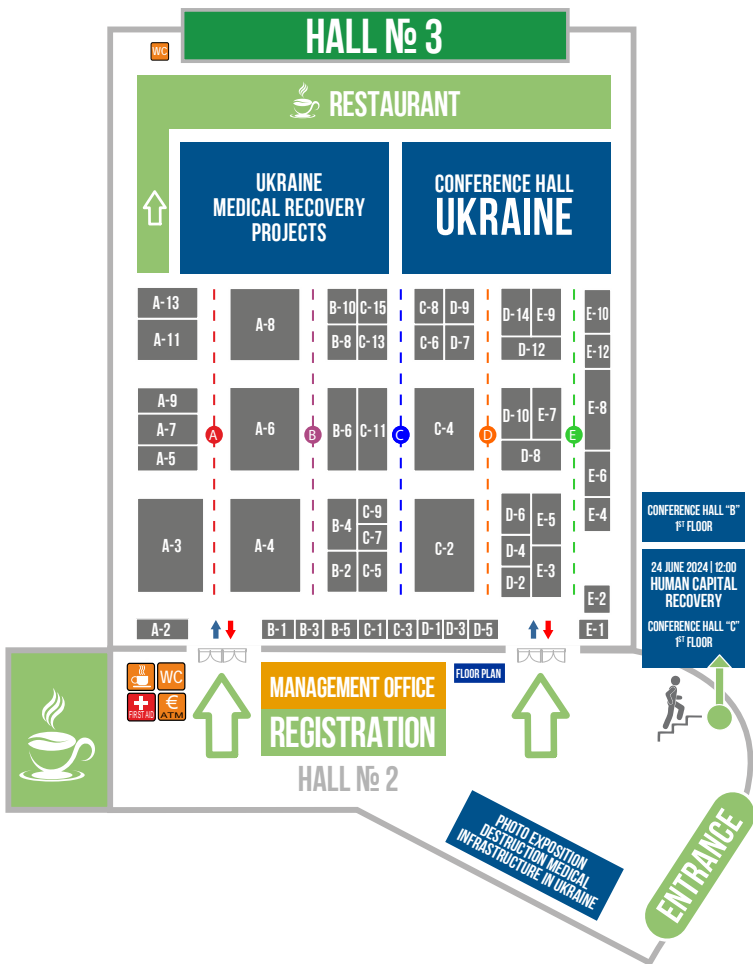 HALL № 3
WC
RESTAURANT
UKRAINE
MEDICAL RECOVERY
PROJECTS
CONFERENCE HALL
UKRAINE
A-13
A-11
A-8
B-10
C-15
B-8
C-13
C-8
D-9
C-6
D-7
D-14
E-9
D-12
E-10
E-12
A-9
A-7
A-5
A
A-6
B
B-6
C-11
C
C-4
D
D-10
E-7
D-8
E
E-8
E-6
E-4
A-3
A-4
B-4
B-2
C-9
C-7
C-5
C-2
D-6
D-4
D-2
E-5
E-3
E-2
CONFERENCE HALL "B"
1ST FLOOR
24 JUNE 2024 | 12:00
HUMAN CAPITAL
RECOVERY
CONFERENCE HALL "C"
1ST FLOOR
A-2
B-1
B-3
B-5
C-1
C-3
D-1
D-3
D-5
E-1
WC
FIRST AID
€
ATM
MANAGEMENT OFFICE
FLOOR PLAN
REGISTRATION
HALL № 2
PHOTO EXPOSITION
DESTRUCTION MEDICAL
INFRASTRUCTURE IN UKRAINE
ENTRANCE